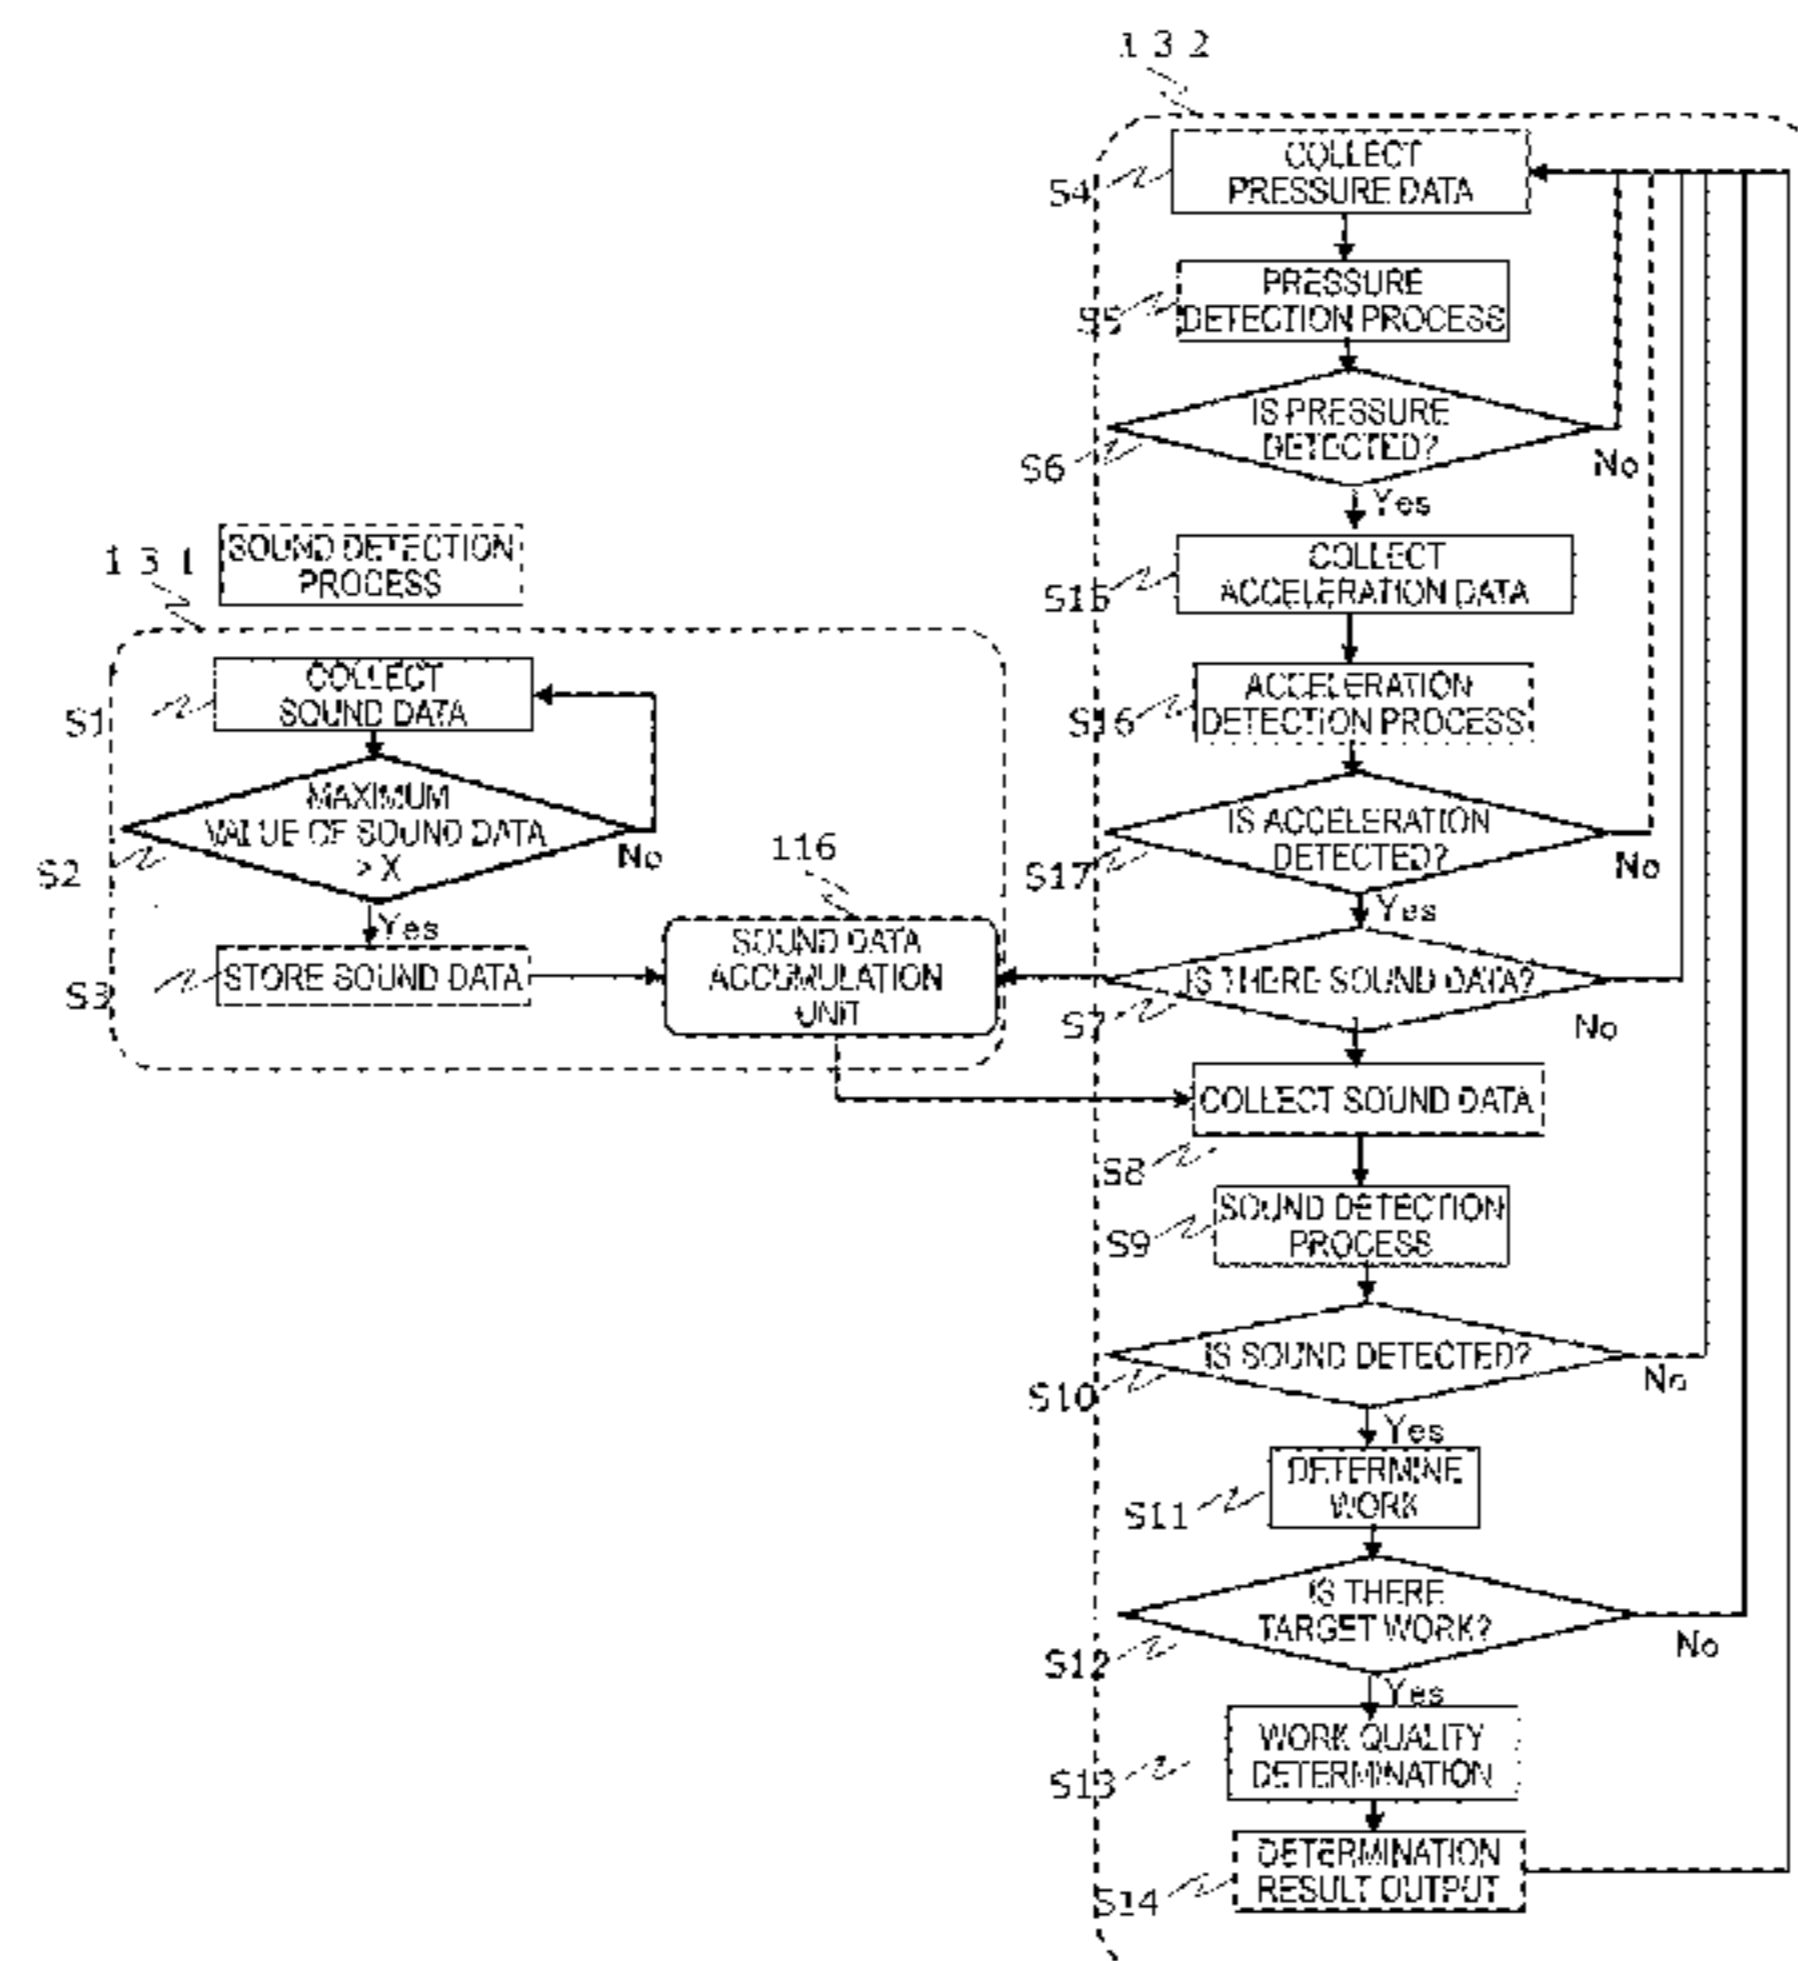 132
S4
COLLECT
PRESSURE DATA
S5
PRESSURE
DETECTION PROCESS
S6
IS PRESSURE
DETECTED?
No
Yes
S15
COLLECT
ACCELERATION DATA
S16
ACCELERATION
DETECTION PROCESS
S17
IS ACCELERATION
DETECTED?
No
Yes
131
SOUND DETECTION
PROCESS
S1
COLLECT
SOUND DATA
S2
MAXIMUM
VALUE OF SOUND DATA
> X
No
Yes
S3
STORE SOUND DATA
116
SOUND DATA
ACCUMULATION
UNIT
S7
IS THERE SOUND DATA?
No
COLLECT SOUND DATA
S8
S9
SOUND DETECTION
PROCESS
S10
IS SOUND DETECTED?
No
Yes
S11
DETERMINE
WORK
S12
IS THERE
TARGET WORK?
No
Yes
S13
WORK QUALITY
DETERMINATION
S14
DETERMINATION
RESULT OUTPUT